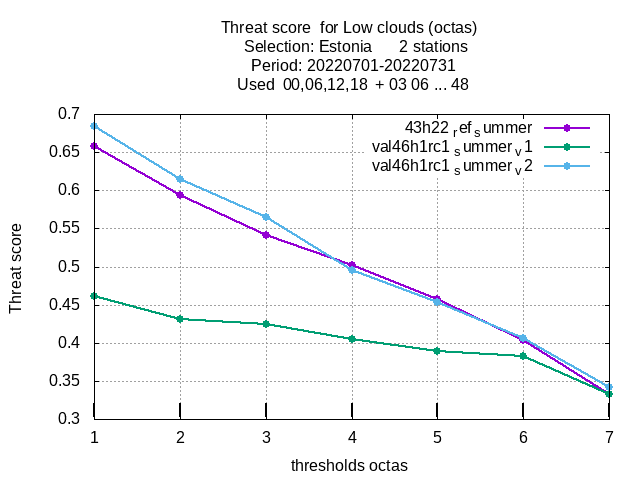 Threat score  for Low clouds (octas)
Selection: Estonia      2 stations
Period: 20220701-20220731
Used  00,06,12,18  + 03 06 ... 48
0.7
0.65
0.6
0.55
0.5
0.45
0.4
0.35
0.3
Threat score
43h22 ref summer
val46h1rc1 summer v1
val46h1rc1 summer v2
1 2 3 4 5 6 7
thresholds octas